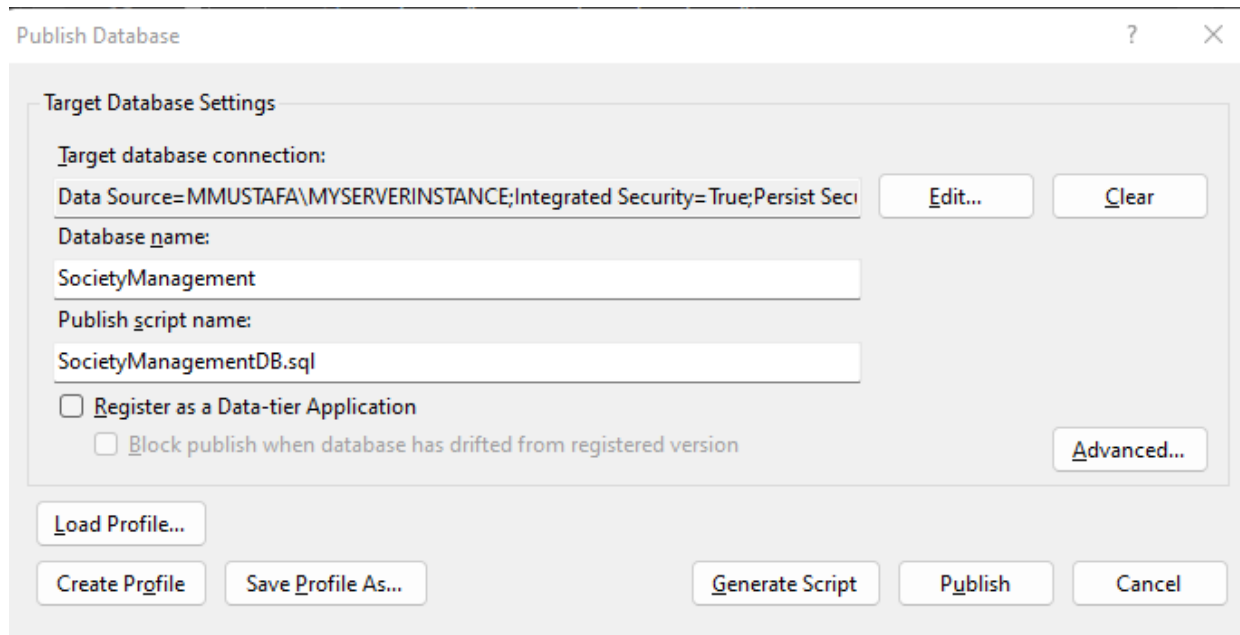 Publish Database
?
Target Database Settings
Target database connection:
Data Source=MMUSTAFA\MYSERVERINSTANCE;Integrated Security=True;Persist Secu
Edit...
Clear
Database name:
SocietyManagement
Publish script name:
SocietyManagementDB.sql
Register as a Data-tier Application
Block publish when database has drifted from registered version
Advanced...
Load Profile...
Create Profile
Save Profile As...
Generate Script
Publish
Cancel